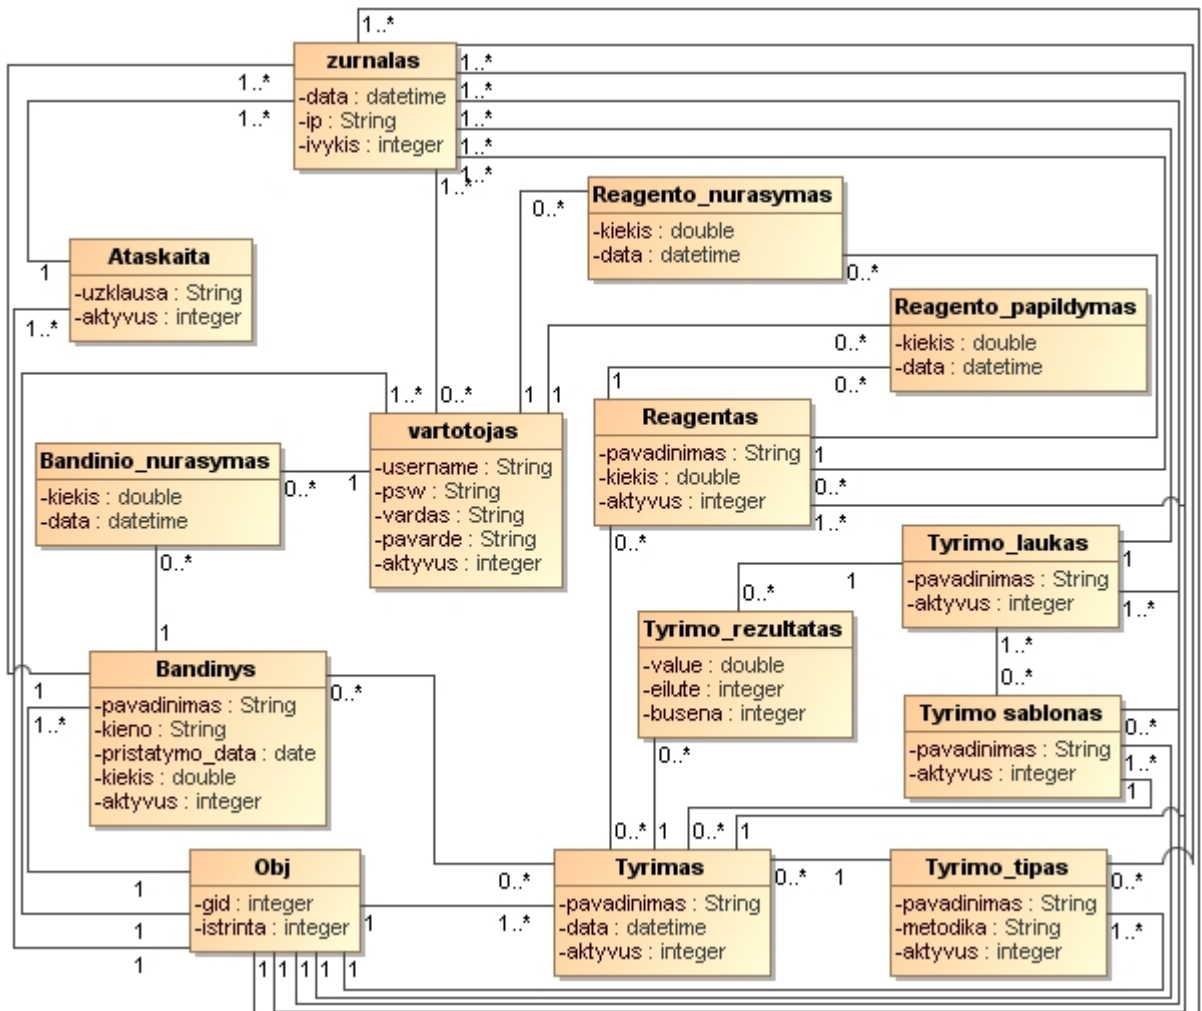 1..*
zurnalas
-data : datetime
-ip : String
-ivykis : integer
1..*
1..*
1..*
1..*
1..*
1..*
1..*
1..*
Reagento_nurasymas
-kiekis : double
-data : datetime
0..*
0..*
Ataskaita
-uzklausa : String
-aktyvus : integer
1
1..*
Reagento_papildymas
-kiekis : double
-data : datetime
0..*
0..*
1
1..*
0..*
1
1
vartotojas
-username : String
-psw : String
-vardas : String
-pavarde : String
-aktyvus : integer
Reagentas
-pavadinimas : String
-kiekis : double
-aktyvus : integer
1
0..*
1..*
0..*
Bandinio_nurasymas
-kiekis : double
-data : datetime
0..*
1
0..*
1
Tyrimo_laukas
-pavadinimas : String
-aktyvus : integer
1
1..*
1
0..*
1..*
0..*
Tyrimo_rezultatas
-value : double
-eilute : integer
-busena : integer
0..*
Bandinys
-pavadinimas : String
-kieno : String
-pristatymo_data : date
-kiekis : double
-aktyvus : integer
1
1..*
0..*
Tyrimo sablonas
-pavadinimas : String
-aktyvus : integer
0..*
1..*
1
0..*
1
0..*
1
Obj
-gid : integer
-istrinta : integer
1
1
1
1
1..*
0..*
Tyrimas
-pavadinimas : String
-data : datetime
-aktyvus : integer
0..*
1
Tyrimo_tipas
-pavadinimas : String
-metodika : String
-aktyvus : integer
0..*
1..*
1
1
1
1
1